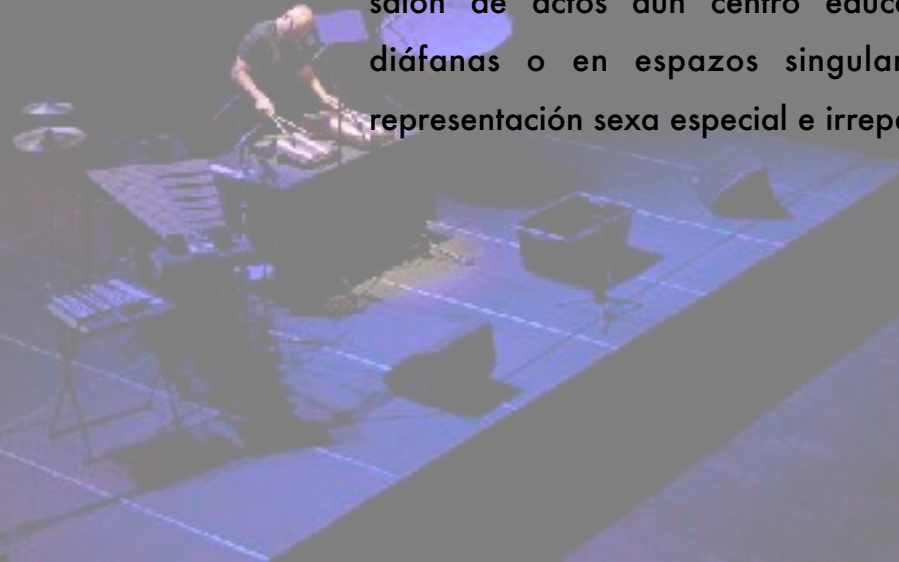 salón de actos dun centro
diáfanas o en espazos
representación sexa especial e